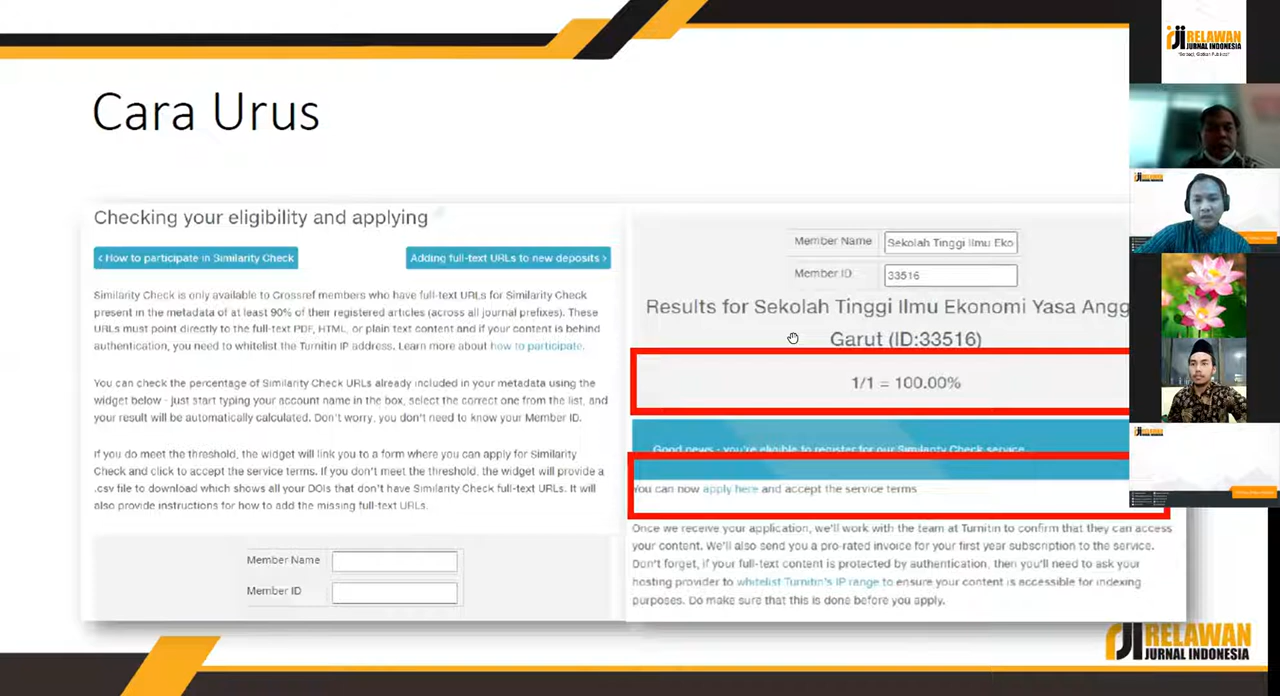 Cara Urus
Checking your eligibility and applying
‹ How to participate in Similarity Check
Adding full-text URLs to new deposits ›
Similarity Check is only available to Crossref members who have full-text URLs for Similarity Check
present in the metadata of at least 90% of their registered articles (across all journal prefixes). These
URLs must point directly to the full-text PDF, HTML, or plain text content and if your content is behind
authentication, you need to whitelist the Turnitin IP address. Learn more about how to participate.
You can check the percentage of Similarity Check URLs already included in your metadata using the
widget below - just start typing your account name in the box, select the correct one from the list, and
your result will be automatically calculated. Don't worry, you don't need to know your Member ID.
If you do meet the threshold, the widget will link you to a form where you can apply for Similarity
Check and click to accept the service terms. If you don't meet the threshold, the widget will provide a
.csv file to download which shows all your DOIs that don't have Similarity Check full-text URLs. It will
also provide instructions for how to add the missing full-text URLs.
Member Name
Member ID
Member Name Sekolah Tinggi Ilmu Eko
Member ID 33516
Results for Sekolah Tinggi Ilmu Ekonomi Yasa Angg
Garut (ID:33516)
1/1 = 100.00%
Good news - you're eligible to register for our Similarity Check service
You can now apply here and accept the service terms
Once we receive your application, we'll work with the team at Turnitin to confirm that they can access
your content. We'll also send you a pro-rated invoice for your first year subscription to the service.
Don't forget, if your full-text content is protected by authentication, then you'll need to ask your
hosting provider to whitelist Turnitin's IP range to ensure your content is accessible for indexing
purposes. Do make sure that this is done before you apply.
RELAWAN
JURNAL INDONESIA
RELAWAN
JURNAL INDONESIA